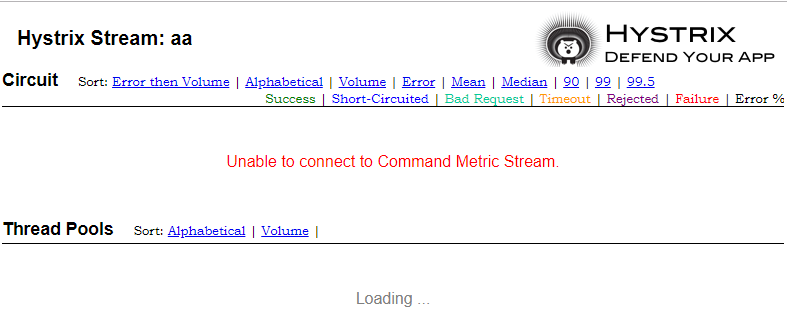 Hystrix Stream: aa
HYSTRIX
DEFEND YOUR APP
Circuit Sort: Error then Volume | Alphabetical | Volume | Error | Mean | Median | 90 | 99 | 99.5
Success | Short-Circuited | Bad Request | Timeout | Rejected | Failure | Error %
Unable to connect to Command Metric Stream.
Thread Pools Sort: Alphabetical | Volume |
Loading ...